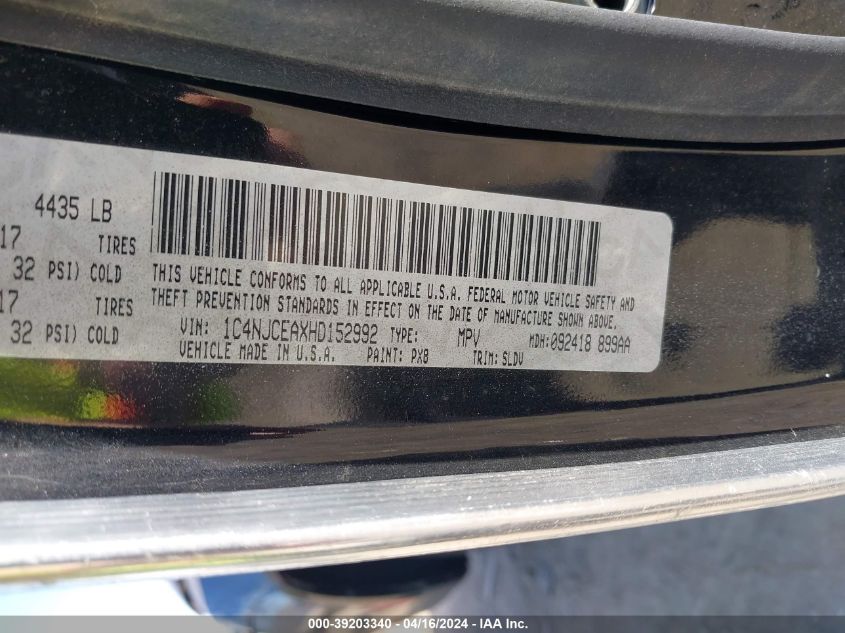 4435 LB
17 TIRES
32 PSI) COLD
17 TIRES
32 PSI) COLD
THIS VEHICLE CONFORMS TO ALL APPLICABLE U.S.A. FEDERAL MOTOR VEHICLE SAFETY AND
THEFT PREVENTION STANDARDS IN EFFECT ON THE DATE OF MANUFACTURE SHOWN ABOVE.
VIN: 1C4NJCEAXHD152992 TYPE: MPV MDH:092418 899AA
VEHICLE MADE IN U.S.A. PAINT: PX8 TRIM: SLDV
000-39203340 - 04/16/2024 - IAA Inc.